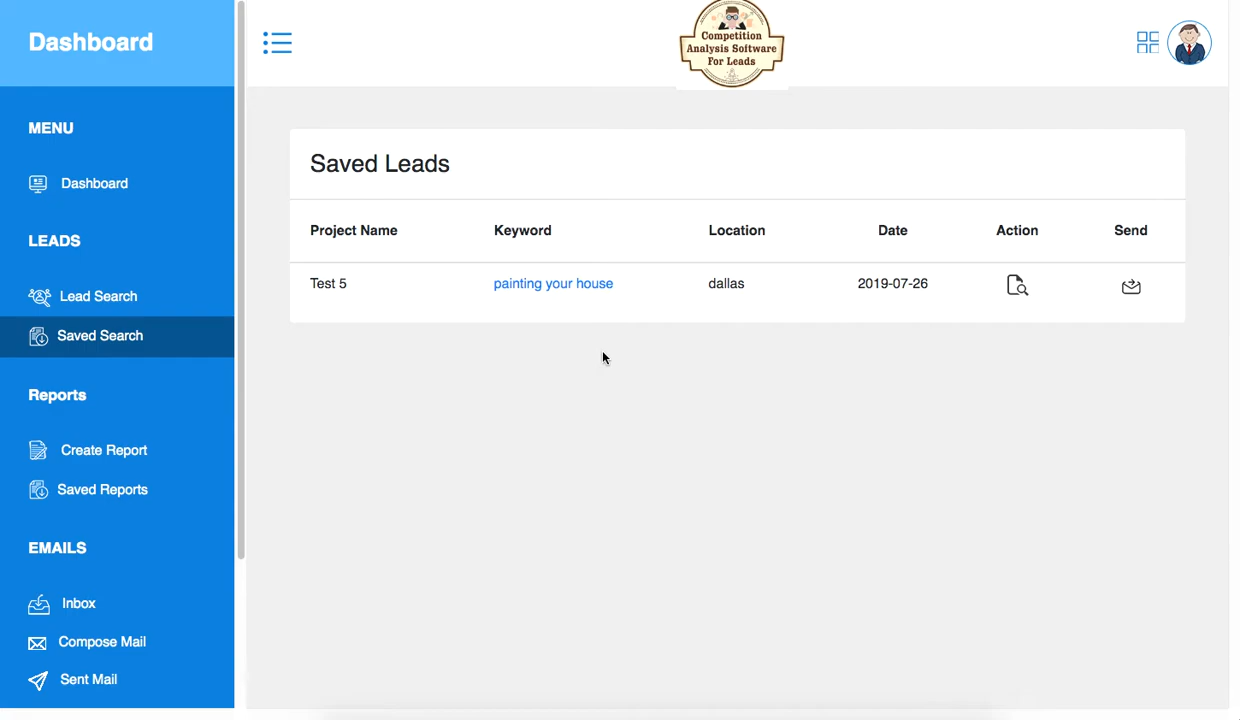 Dashboard
MENU
Dashboard
LEADS
Lead Search
Saved Search
Reports
Create Report
Saved Reports
EMAILS
Inbox
Compose Mail
Sent Mail
Competition
Analysis Software
For Leads
Saved Leads
Project Name Keyword Location Date Action Send
Test 5 painting your house dallas 2019-07-26